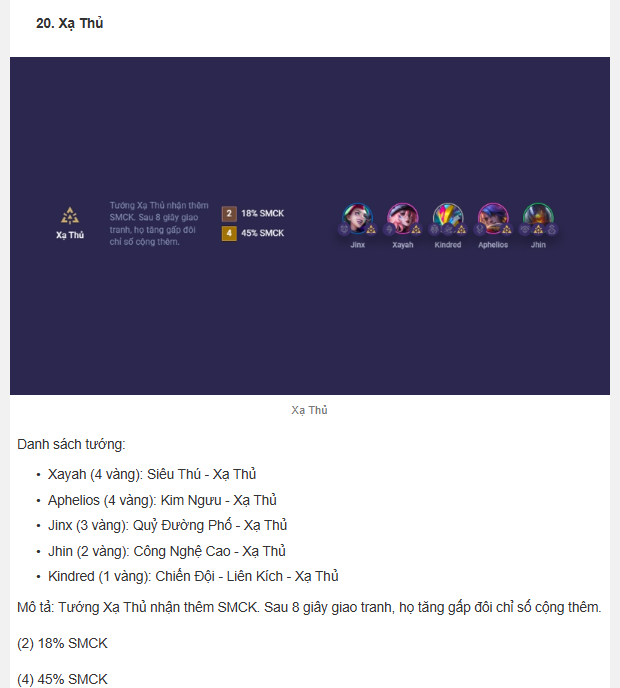 20. Xạ Thủ
Tướng Xạ Thủ nhận thêm
SMCK. Sau 8 giây giao
tranh, họ tăng gấp đôi
chỉ số cộng thêm.
Xạ Thủ
2 18% SMCK
4 45% SMCK
Jinx Xayah Kindred Aphelios Jhin
Xạ Thủ
Danh sách tướng:
• Xayah (4 vàng): Siêu Thú - Xạ Thủ
• Aphelios (4 vàng): Kim Ngưu - Xạ Thủ
• Jinx (3 vàng): Quỷ Đường Phố - Xạ Thủ
• Jhin (2 vàng): Công Nghệ Cao - Xạ Thủ
• Kindred (1 vàng): Chiến Đội - Liên Kích - Xạ Thủ
Mô tả: Tướng Xạ Thủ nhận thêm SMCK. Sau 8 giây giao tranh, họ tăng gấp đôi chỉ số cộng thêm.
(2) 18% SMCK
(4) 45% SMCK